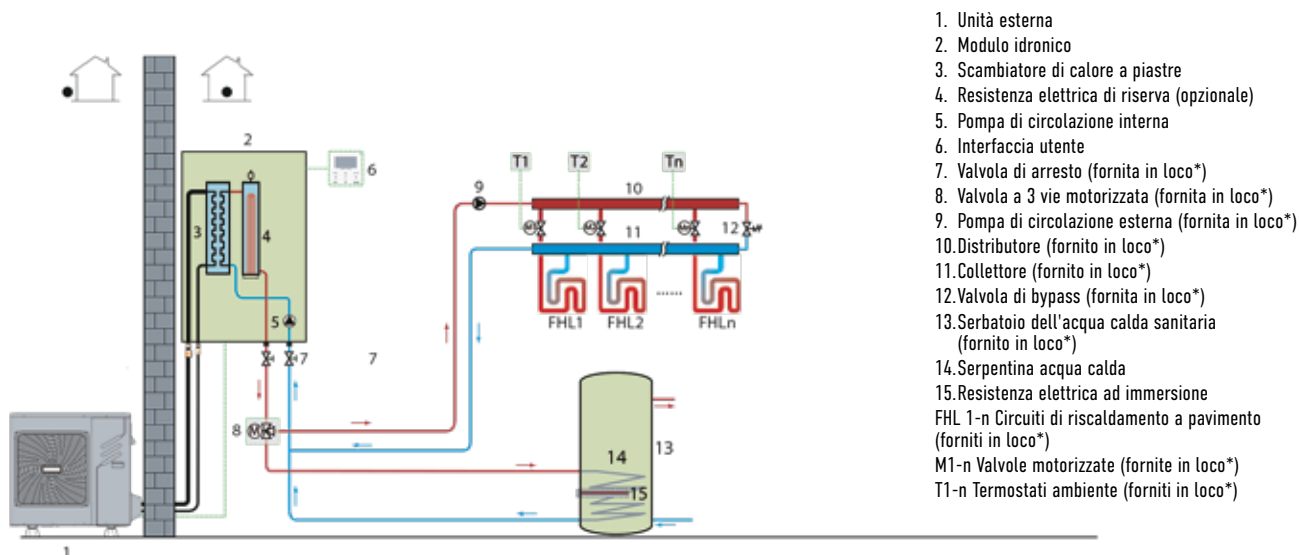 1. Unità esterna
2. Modulo idronico
3. Scambiatore di calore a piastre
4. Resistenza elettrica di riserva (opzionale)
5. Pompa di circolazione interna
6. Interfaccia utente
7. Valvola di arresto (fornita in loco*)
8. Valvola a 3 vie motorizzata (fornita in loco*)
9. Pompa di circolazione esterna (fornita in loco*)
10.Distributore (fornito in loco*)
11.Collettore (fornito in loco*)
12.Valvola di bypass (fornita in loco*)
13.Serbatoio dell'acqua calda sanitaria
(fornito in loco*)
14.Serpentina acqua calda
15.Resistenza elettrica ad immersione
FHL 1-n Circuiti di riscaldamento a pavimento
(forniti in loco*)
M1-n Valvole motorizzate (fornite in loco*)
T1-n Termostati ambiente (forniti in loco*)
2
6
3
4
5
7
7
8
M
9
T1
T2
Tn
10
11
12
FHL1
FHL2
......
FHLn
13
14
15
1